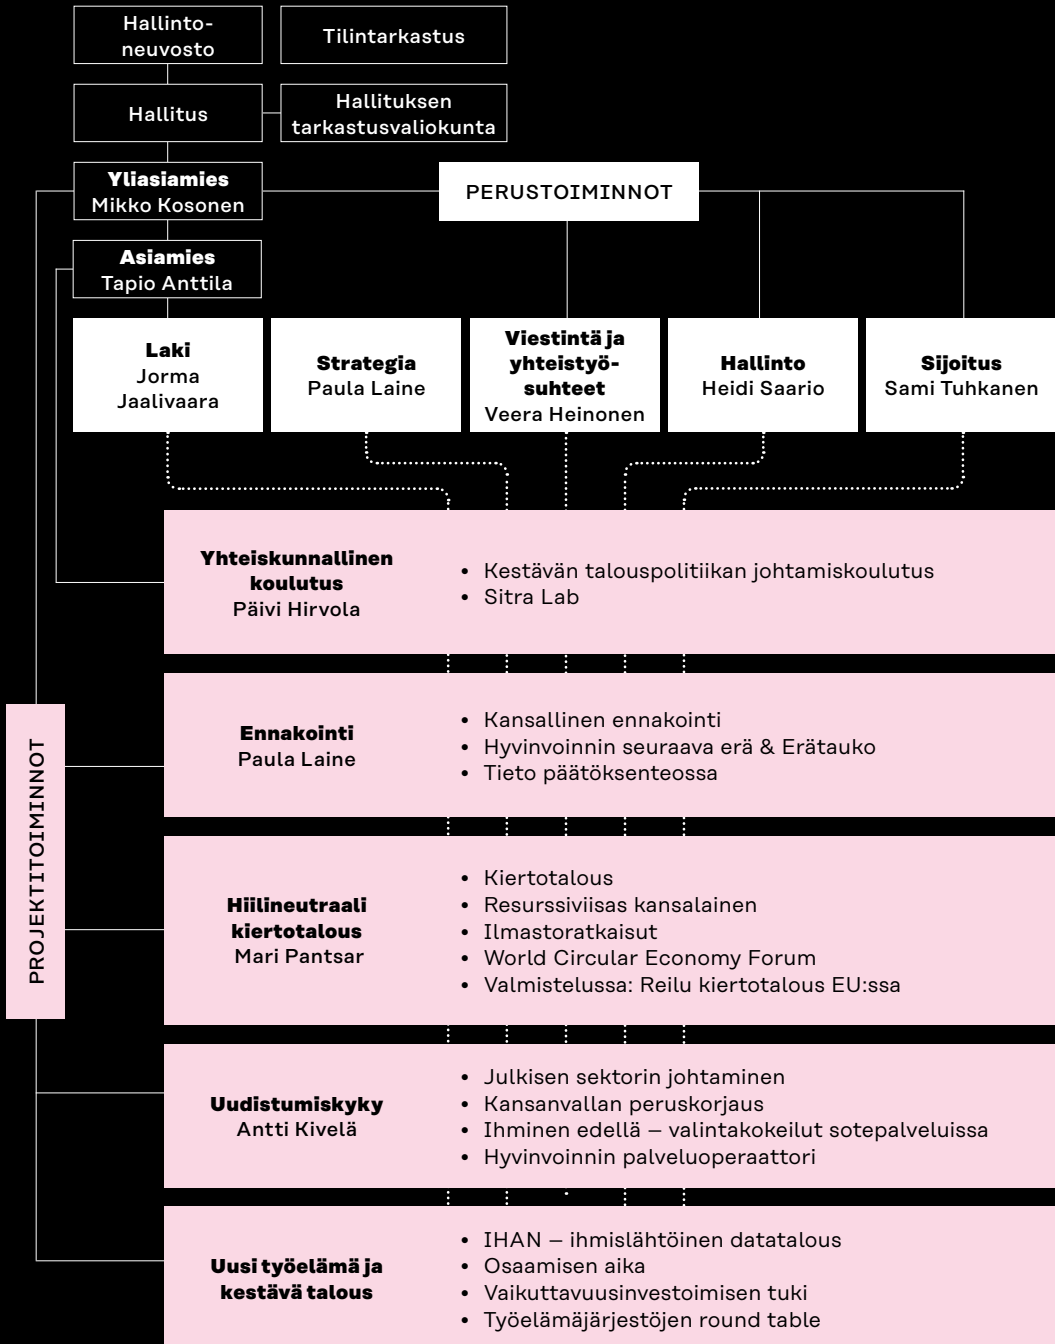 Hallinto-
neuvosto
Tilintarkastus
Hallitus
Hallituksen
tarkastusvaliokunta
Yliasiamies
Mikko Kosonen
PERUSTOIMINNOT
Asiamies
Tapio Anttila
Laki
Jorma
Jaalivaara
Strategia
Paula Laine
Viestintä ja
yhteistyö-
suhteet
Veera Heinonen
Hallinto
Heidi Saario
Sijoitus
Sami Tuhkanen
PROJEKTITOIMINNOT
Yhteiskunnallinen
koulutus
Päivi Hirvola
• Kestävän talouspolitiikan johtamiskoulutus
• Sitra Lab
Ennakointi
Paula Laine
• Kansallinen ennakointi
• Hyvinvoinnin seuraava erä & Erätauko
• Tieto päätöksenteossa
Hiilineutraali
kiertotalous
Mari Pantsar
• Kiertotalous
• Resurssiviisas kansalainen
• Ilmastoratkaisut
• World Circular Economy Forum
• Valmistelussa: Reilu kiertotalous EU:ssa
Uudistumiskyky
Antti Kivelä
• Julkisen sektorin johtaminen
• Kansanvallan peruskorjaus
• Ihminen edellä – valintakokeilut sotepalveluissa
• Hyvinvoinnin palveluoperaattori
Uusi työelämä ja
kestävä talous
• IHAN – ihmislähtöinen datatalous
• Osaamisen aika
• Vaikuttavuusinvestoimisen tuki
• Työelämäjärjestöjen round table